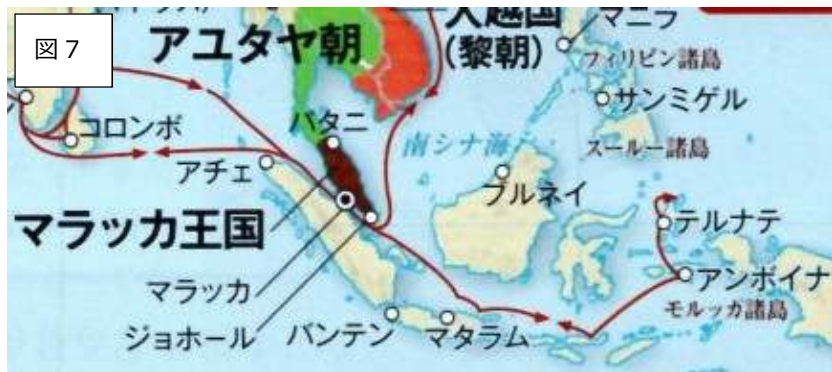 図7
アユタヤ朝
大越国
(黎朝)
マニラ
フィリピン諸島
サンミゲル
スールー諸島
コロンボ
パタニ
南シナ海
アチェ
ブルネイ
マラッカ王国
テルナテ
マラッカ
アンボイナ
モルッカ諸島
ジョホール
バンテン
マタラム